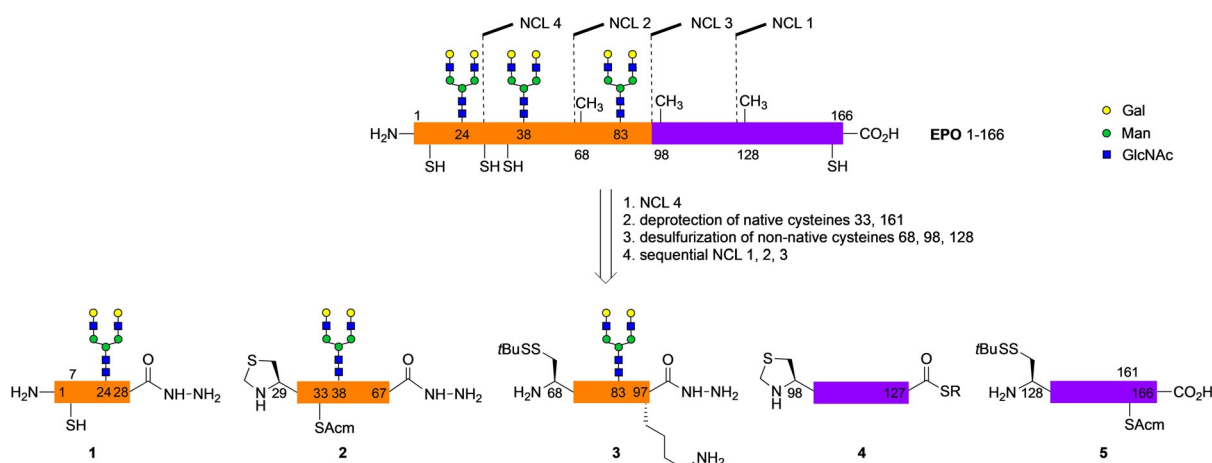 NCL 4
NCL 2
NCL 3
NCL 1
1
CH3
CH3
CH3
166
H2N
24
38
83
CO2H
EPO 1-166
SH
SH
SH
68
98
128
SH
Gal
Man
GlcNAc
1. NCL 4
2. deprotection of native cysteines 33, 161
3. desulfurization of non-native cysteines 68, 98, 128
4. sequential NCL 1, 2, 3
7
H2N
1
24
28
O
NH-NH2
SH
1
S
N
H
29
33
38
67
O
NH-NH2
SAcm
2
tBuSS
H2N
68
83
97
O
NH-NH2
NH2
3
S
N
H
98
127
O
SR
4
tBuSS
H2N
128
161
166
CO2H
SAcm
5